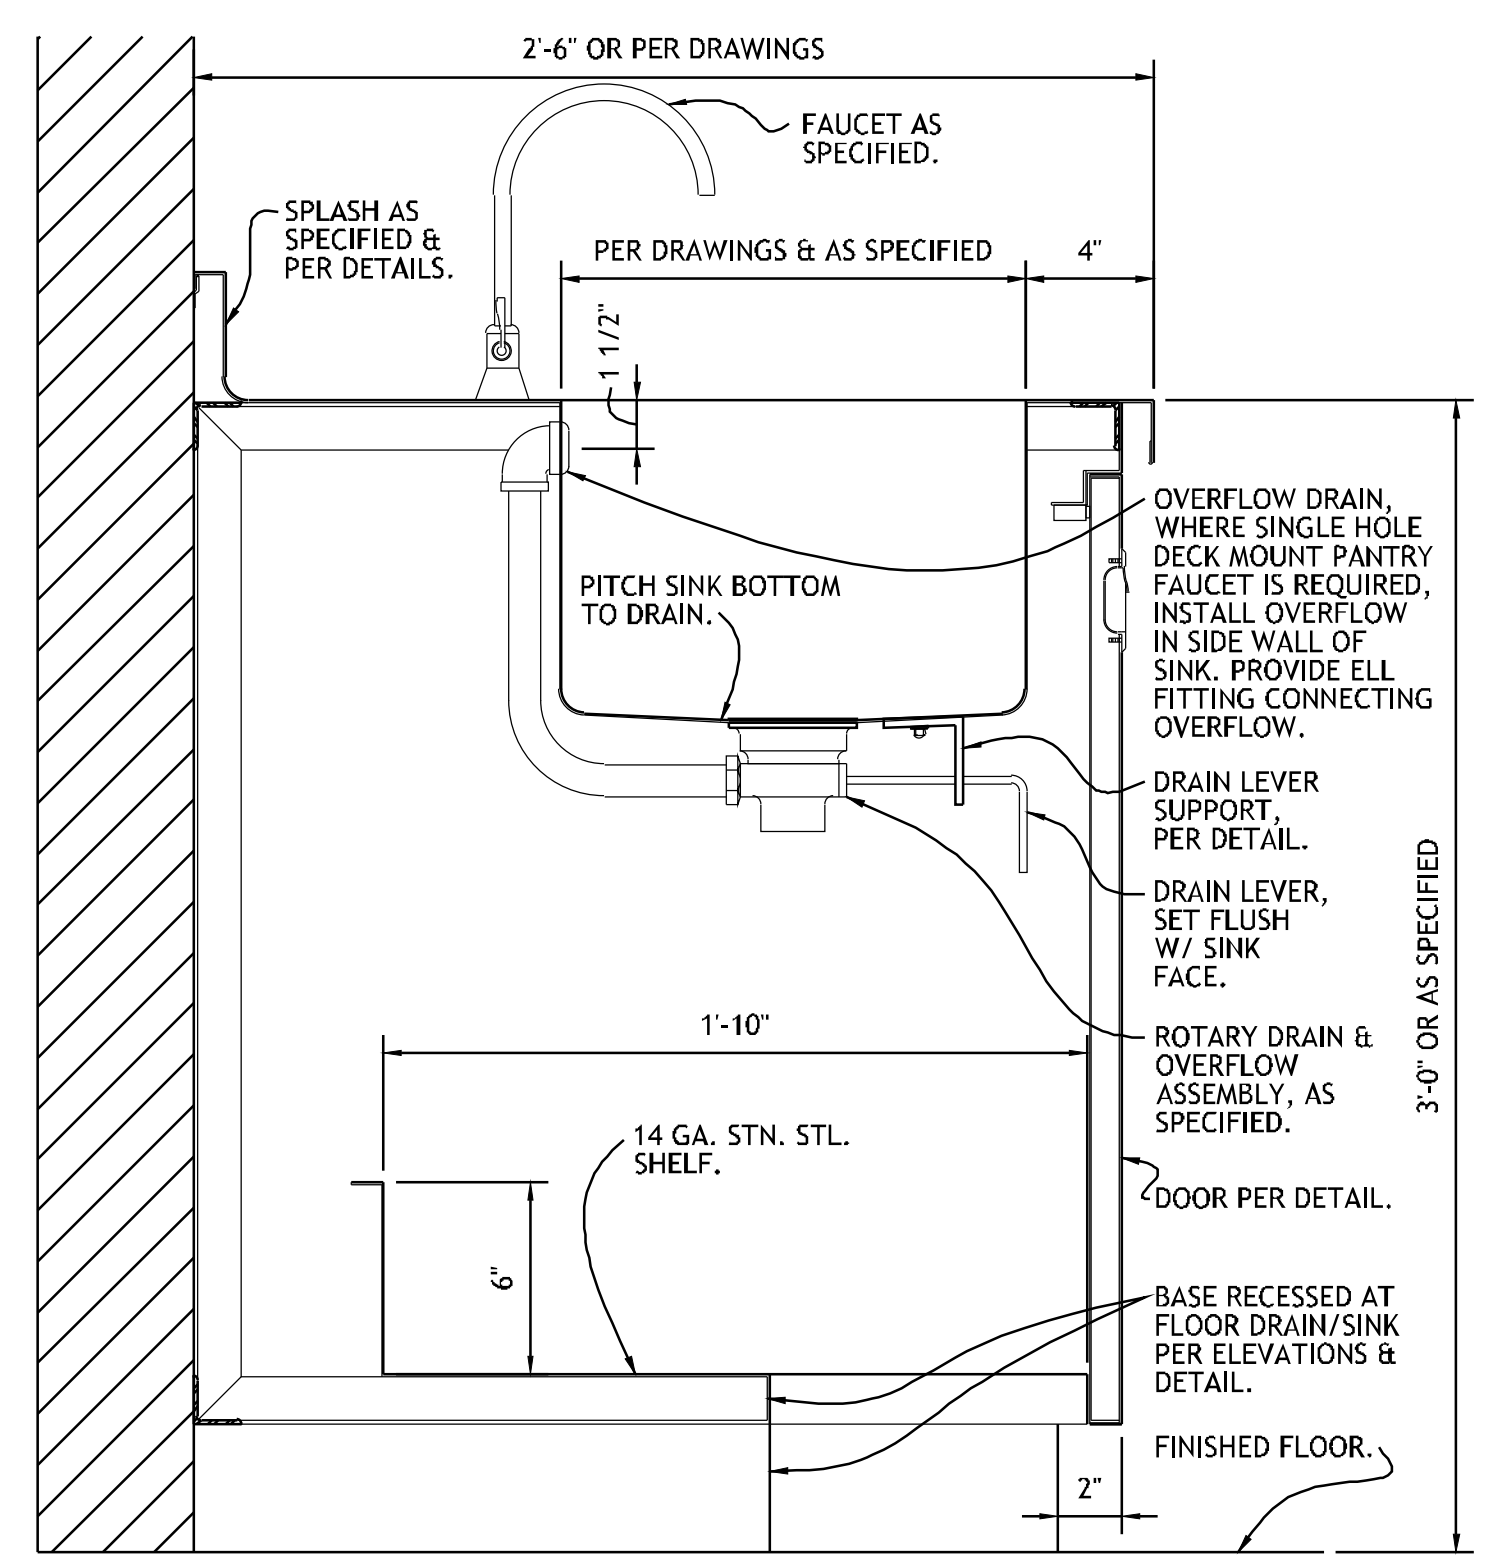 2'-6" OR PER DRAWINGS
FAUCET AS
SPECIFIED.
SPLASH AS
SPECIFIED &
PER DETAILS.
PER DRAWINGS & AS SPECIFIED
4"
1 1/2"
OVERFLOW DRAIN,
WHERE SINGLE HOLE
DECK MOUNT PANTRY
FAUCET IS REQUIRED,
INSTALL OVERFLOW
IN SIDE WALL OF
SINK. PROVIDE ELL
FITTING CONNECTING
OVERFLOW.
PITCH SINK BOTTOM
TO DRAIN.
DRAIN LEVER
SUPPORT,
PER DETAIL.
DRAIN LEVER,
SET FLUSH
W/ SINK
FACE.
3'-0" OR AS SPECIFIED
1'-10"
ROTARY DRAIN &
OVERFLOW
ASSEMBLY, AS
SPECIFIED.
14 GA. STN. STL.
SHELF.
DOOR PER DETAIL.
6"
BASE RECESSED AT
FLOOR DRAIN/SINK
PER ELEVATIONS &
DETAIL.
FINISHED FLOOR.
2"